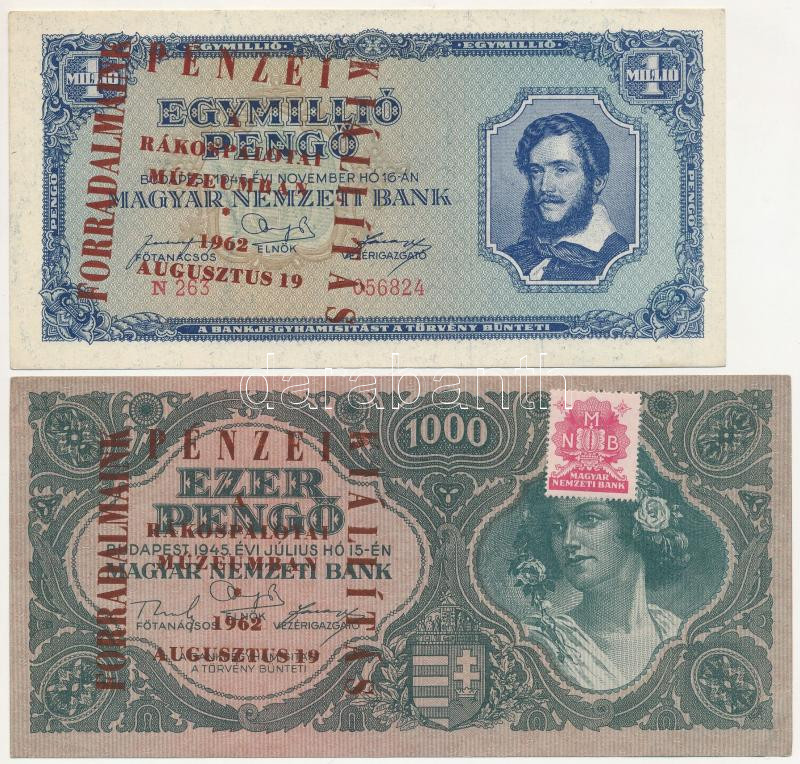 EGYMILLIÓ · EGYMILLIÓ
1 MILLIÓ
1 MILLIÓ
PENGŐ
PENGŐ
FORRADALMAINK
PÉNZEI
KIÁLLÍTÁS
EGYMILLIÓ
PENGŐ
A
RÁKOSPALOTAI
MÚZEUMBAN
BUDAPEST, 1945. ÉVI NOVEMBER HÓ 16-ÁN
MAGYAR NEMZETI BANK
FŐTANÁCSOS
ELNÖK
VEZÉRIGAZGATÓ
1962
AUGUSZTUS 19
N 263
056824
A BANKJEGYHAMISÍTÁST A TÖRVÉNY BÜNTETI
darabanth
FORRADALMAINK
PÉNZEI
KIÁLLÍTÁS
1000
M
N B
MAGYAR
NEMZETI BANK
EZER
PENGŐ
A
RÁKOSPALOTAI
MÚZEUMBAN
BUDAPEST, 1945. ÉVI JÚLIUS HÓ 15-ÉN
MAGYAR NEMZETI BANK
FŐTANÁCSOS
ELNÖK
VEZÉRIGAZGATÓ
1962
AUGUSZTUS 19
A TÖRVÉNY BÜNTETI